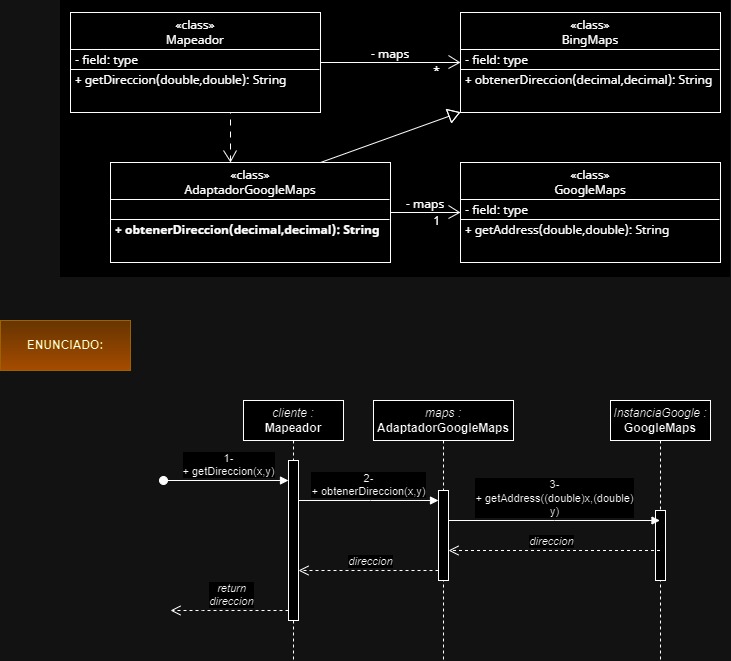 «class»
Mapeador
- field: type
+ getDireccion(double,double): String
- maps
*
«class»
BingMaps
- field: type
+ obtenerDireccion(decimal,decimal): String
«class»
AdaptadorGoogleMaps
+ obtenerDireccion(decimal,decimal): String
- maps
1
«class»
GoogleMaps
- field: type
+ getAddress(double,double): String
ENUNCIADO:
cliente :
Mapeador
maps :
AdaptadorGoogleMaps
InstanciaGoogle :
GoogleMaps
1-
+ getDireccion(x,y)
2-
+ obtenerDireccion(x,y)
3-
+ getAddress((double)x,(double)
y)
direccion
direccion
return
direccion